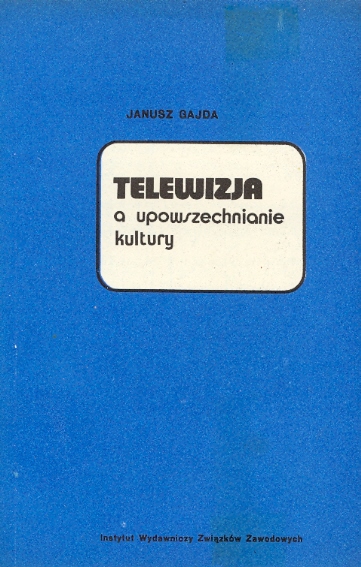 JANUSZ GAJDA
TELEWIZJA
a upowszechnianie
kultury
Instytut Wydawniczy Związków Zawodowych